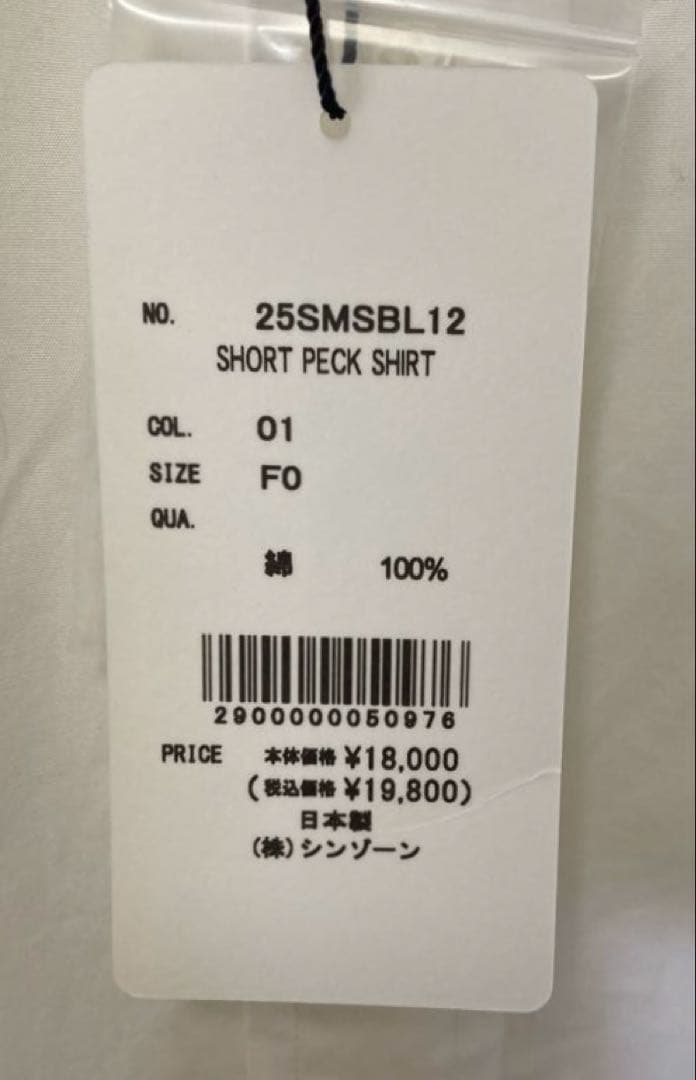 NO. 25SMSBL12
SHORT PECK SHIRT
COL. 01
SIZE F0
QUA.
綿 100%
2900000050976
PRICE 本体価格 ¥18,000
(税込価格 ¥19,800)
日本製
(株)シンゾーン